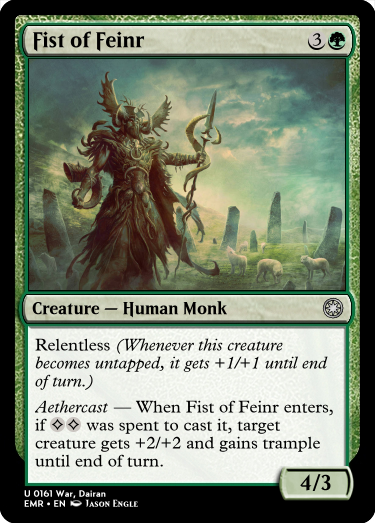 Fist of Feinr 3
Creature — Human Monk
Relentless (Whenever this creature
becomes untapped, it gets +1/+1 until end
of turn.)
Aethercast — When Fist of Feinr enters,
if was spent to cast it, target
creature gets +2/+2 and gains trample
until end of turn.
4/3
U 0161 War, Dairan
EMR • EN Jason Engle